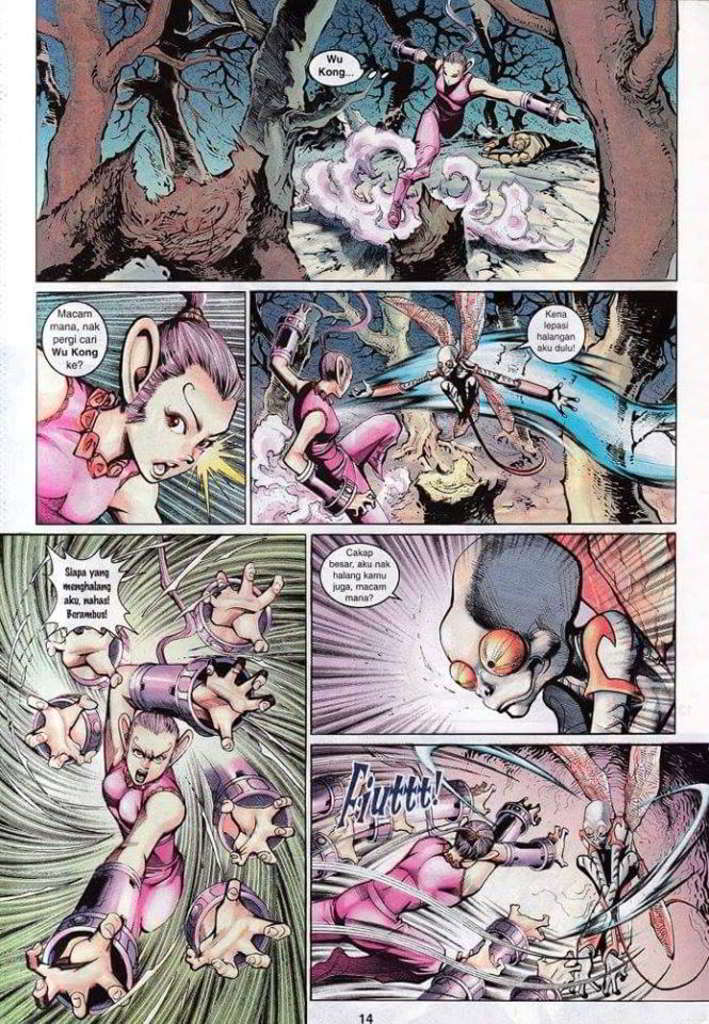 Wu
Kong...
Macam
mana, nak
pergi cari
Wu Kong
ke?
Kena
lepasi
halangan
aku dulu!
Siapa yang
menghalang
aku, nahas!
Berambus!
Cakap
besar, aku nak
halang kamu
juga, macam
mana?
Fiuttt!
14